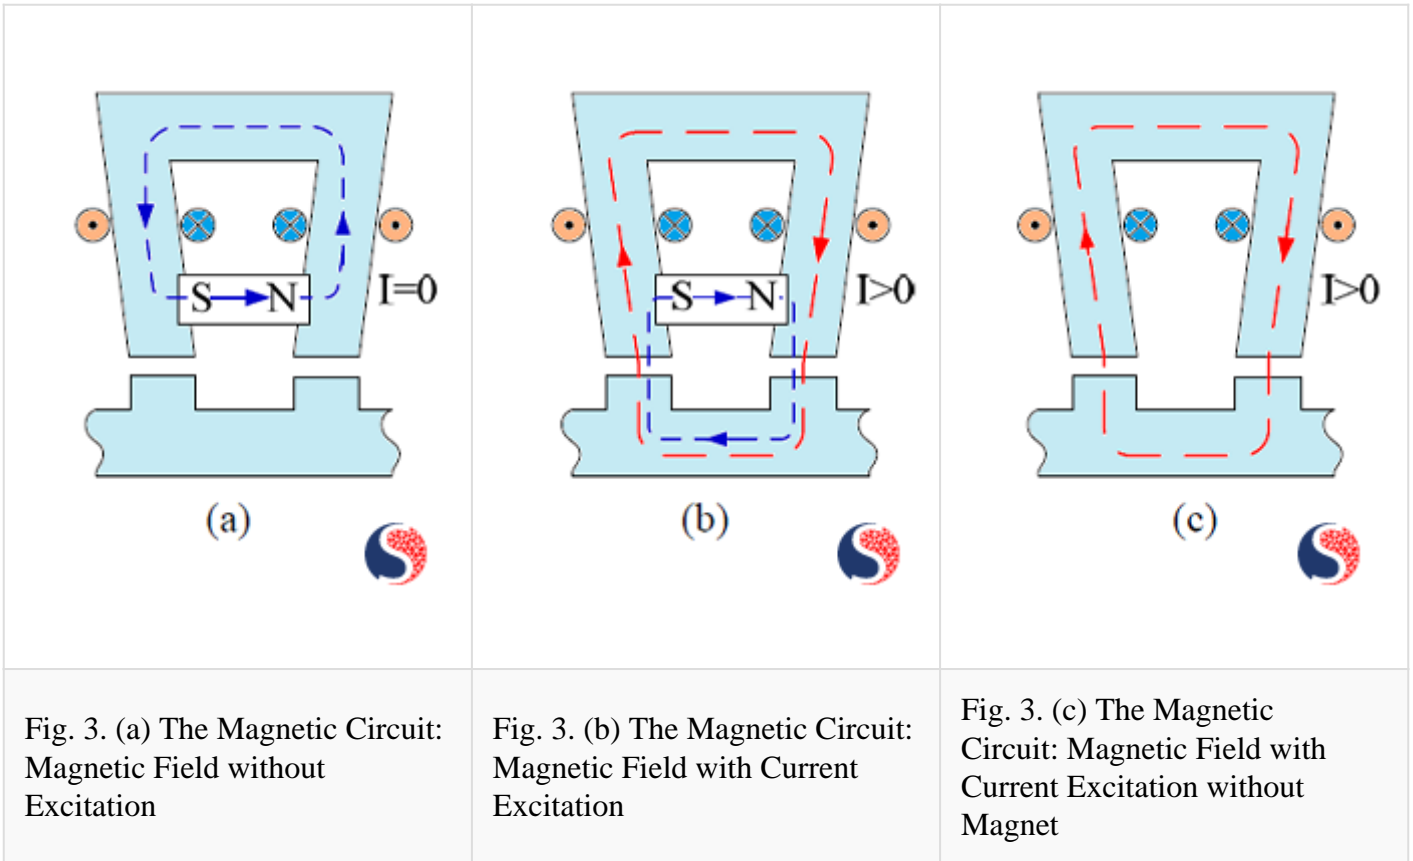 S N
I=0
(a)
S N
I>0
(b)
I>0
(c)
Fig. 3. (a) The Magnetic Circuit:
Magnetic Field without
Excitation
Fig. 3. (b) The Magnetic Circuit:
Magnetic Field with Current
Excitation
Fig. 3. (c) The Magnetic
Circuit: Magnetic Field with
Current Excitation without
Magnet